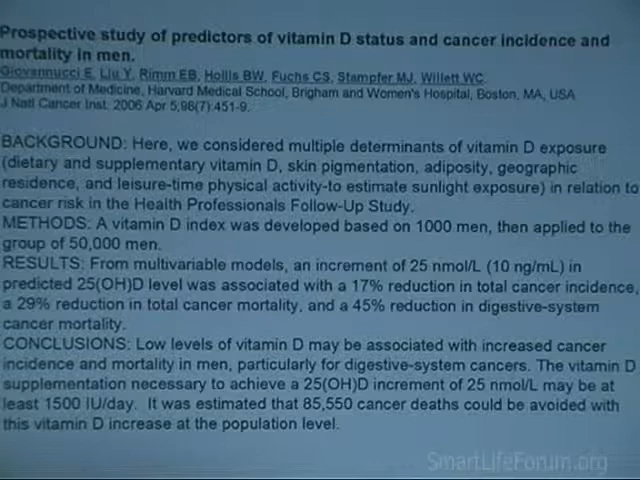 Prospective study of predictors of vitamin D status and cancer incidence and
mortality in men.
Giovannucci E, Liu Y, Rimm EB, Hollis BW, Fuchs CS, Stampfer MJ, Willett WC.
Department of Medicine, Harvard Medical School, Brigham and Women's Hospital, Boston, MA, USA
J Natl Cancer Inst. 2006 Apr 5;98(7):451-9.
BACKGROUND: Here, we considered multiple determinants of vitamin D exposure
(dietary and supplementary vitamin D, skin pigmentation, adiposity, geographic
residence, and leisure-time physical activity-to estimate sunlight exposure) in relation to
cancer risk in the Health Professionals Follow-Up Study.
METHODS: A vitamin D index was developed based on 1000 men, then applied to the
group of 50,000 men.
RESULTS: From multivariable models, an increment of 25 nmol/L (10 ng/mL) in
predicted 25(OH)D level was associated with a 17% reduction in total cancer incidence,
a 29% reduction in total cancer mortality, and a 45% reduction in digestive-system
cancer mortality.
CONCLUSIONS: Low levels of vitamin D may be associated with increased cancer
incidence and mortality in men, particularly for digestive-system cancers. The vitamin D
supplementation necessary to achieve a 25(OH)D increment of 25 nmol/L may be at
least 1500 IU/day. It was estimated that 85,550 cancer deaths could be avoided with
this vitamin D increase at the population level.
SmartLifeForum.org